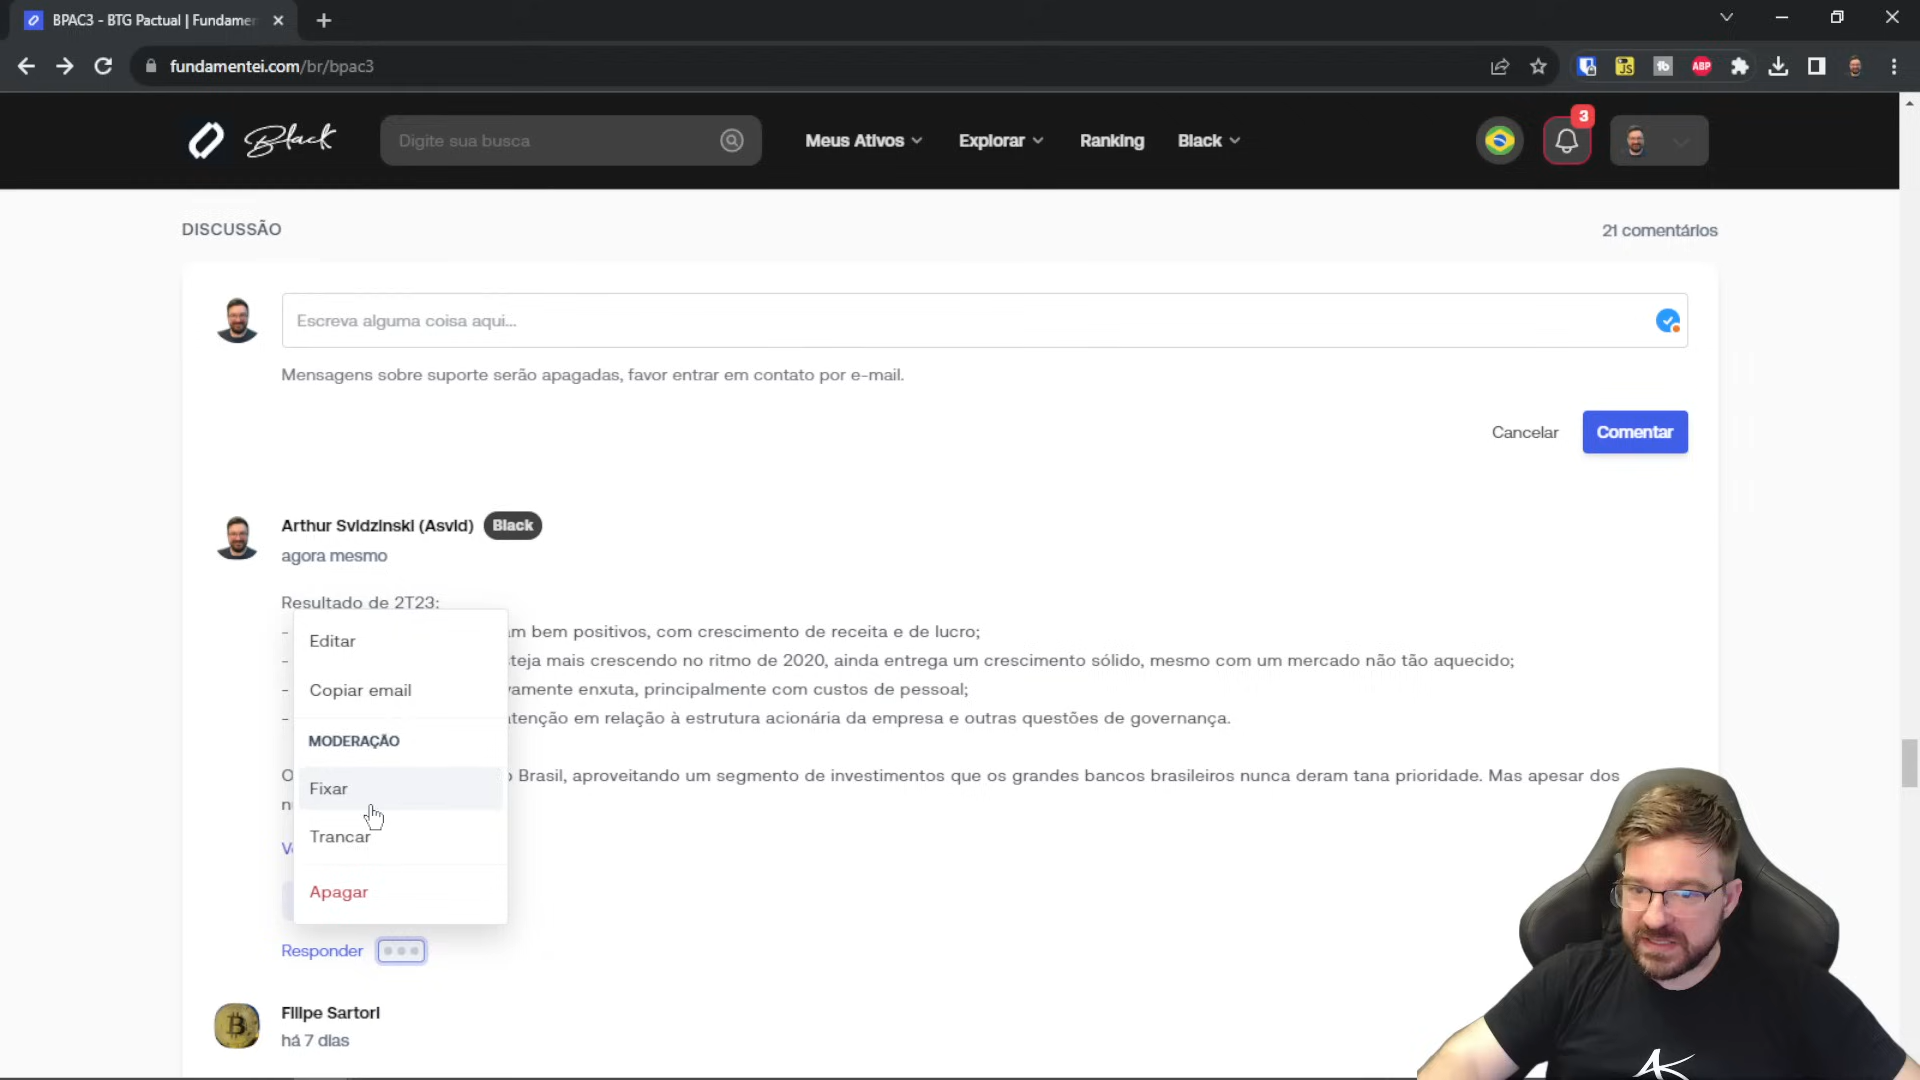 BPAC3 - BTG Pactual | Fundame
fundamentei.com/br/bpac3
JS
ABP
Black
Digite sua busca
Meus Ativos
Explorar
Ranking
Black
3
DISCUSSÃO
21 comentários
Escreva alguma coisa aqui...
Mensagens sobre suporte serão apagadas, favor entrar em contato por e-mail.
Cancelar
Comentar
Arthur Svidzinski (Asvid)
Black
agora mesmo
Resultado de 2T23:
- m bem positivos, com crescimento de receita e de lucro;
- teja mais crescendo no ritmo de 2020, ainda entrega um crescimento sólido, mesmo com um mercado não tão aquecido;
- vamente enxuta, principalmente com custos de pessoal;
- tenção em relação à estrutura acionária da empresa e outras questões de governança.
O Brasil, aproveitando um segmento de investimentos que os grandes bancos brasileiros nunca deram tana prioridade. Mas apesar dos
Editar
Copiar email
MODERAÇÃO
Fixar
Trancar
Apagar
Responder
Filipe Sartori
há 7 dias